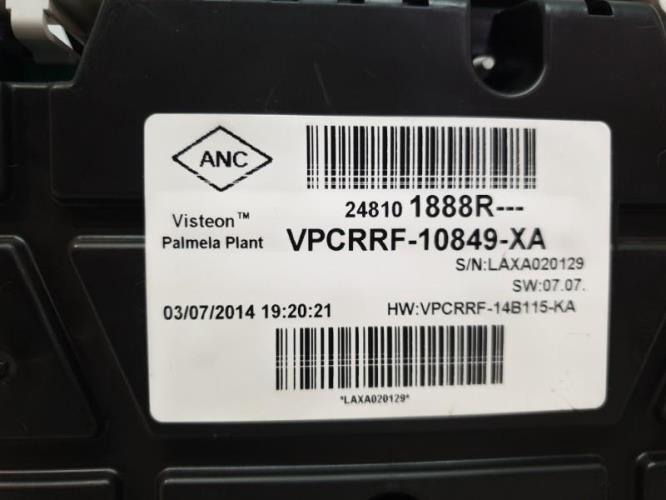 ANC
24810 1888R---
Visteon™
Palmela Plant
VPCRRF-10849-XA
S/N:LAXA020129
SW:07.07.
03/07/2014 19:20:21
HW:VPCRRF-14B115-KA
*LAXA020129*